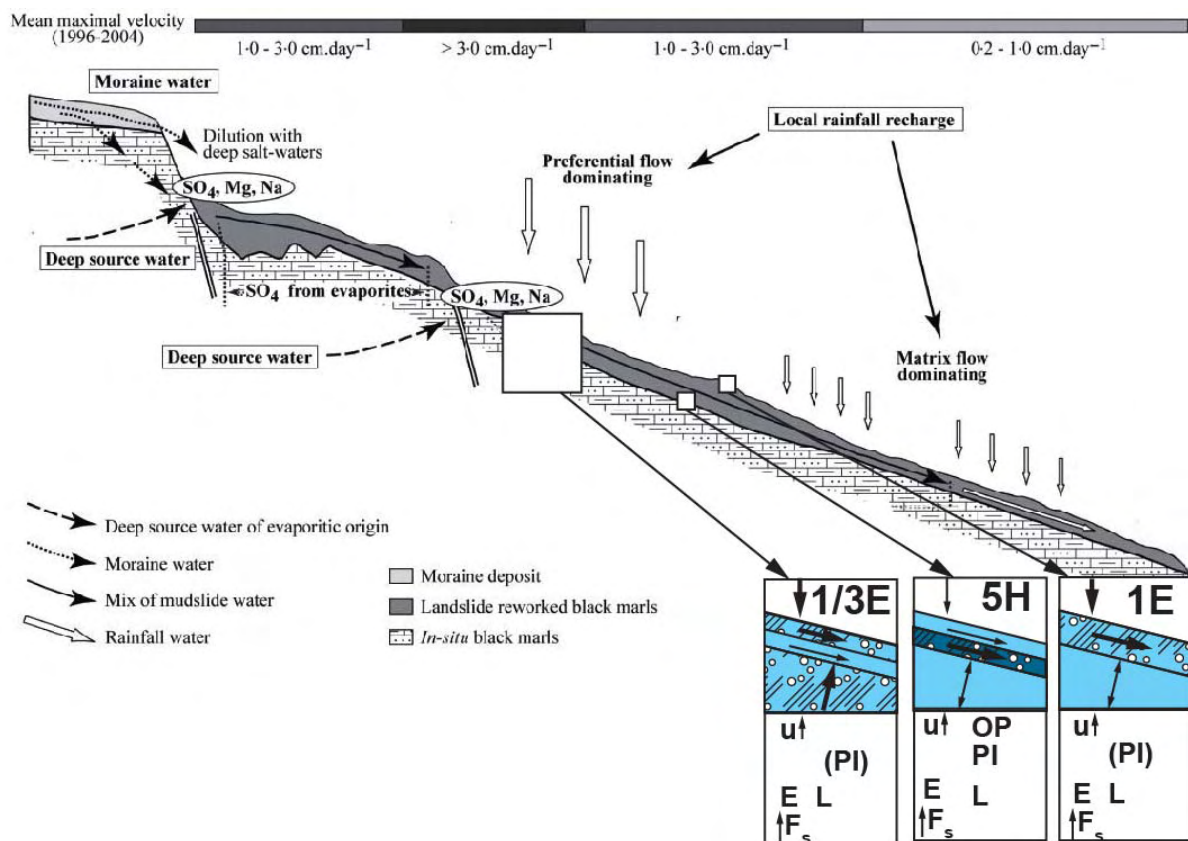 Mean maximal velocity
(1996-2004)
1·0 - 3·0 cm.day⁻¹
> 3·0 cm.day⁻¹
1·0 - 3·0 cm.day⁻¹
0·2 - 1·0 cm.day⁻¹
Moraine water
Dilution with
deep salt-waters
Local rainfall recharge
Preferential flow
dominating
SO₄, Mg, Na
Deep source water
SO₄ from evaporites
SO₄, Mg, Na
Deep source water
Matrix flow
dominating
Deep source water of evaporitic origin
Moraine water
Mix of mudslide water
Rainfall water
Moraine deposit
Landslide reworked black marls
In-situ black marls
1/3E
u
(PI)
E L
Fs
5H
u OP
PI
E L
Fs
1E
u
(PI)
E L
Fs